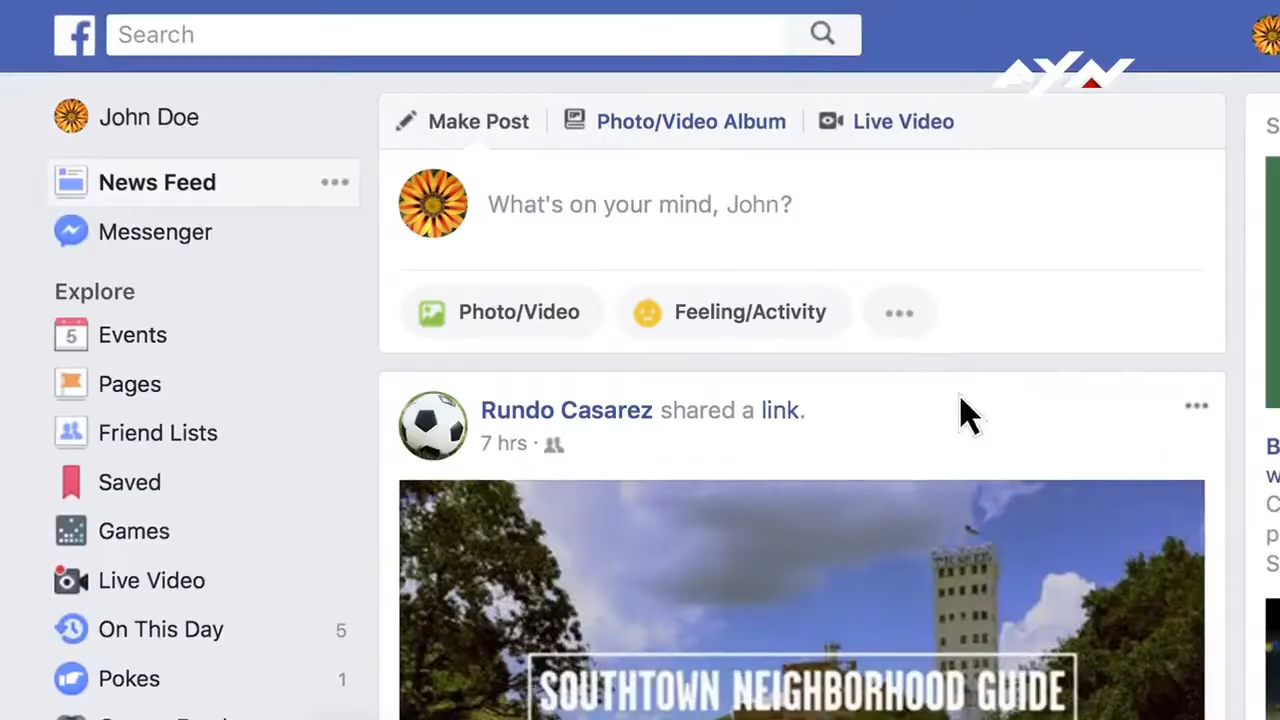 f
Search
AYN
John Doe
News Feed
Messenger
Explore
5
Events
Pages
Friend Lists
Saved
Games
Live Video
On This Day 5
Pokes 1
Make Post
Photo/Video Album
Live Video
What's on your mind, John?
Photo/Video
Feeling/Activity
Rundo Casarez shared a link.
7 hrs ·
SOUTHTOWN NEIGHBORHOOD GUIDE
S
B
w
C
p
S